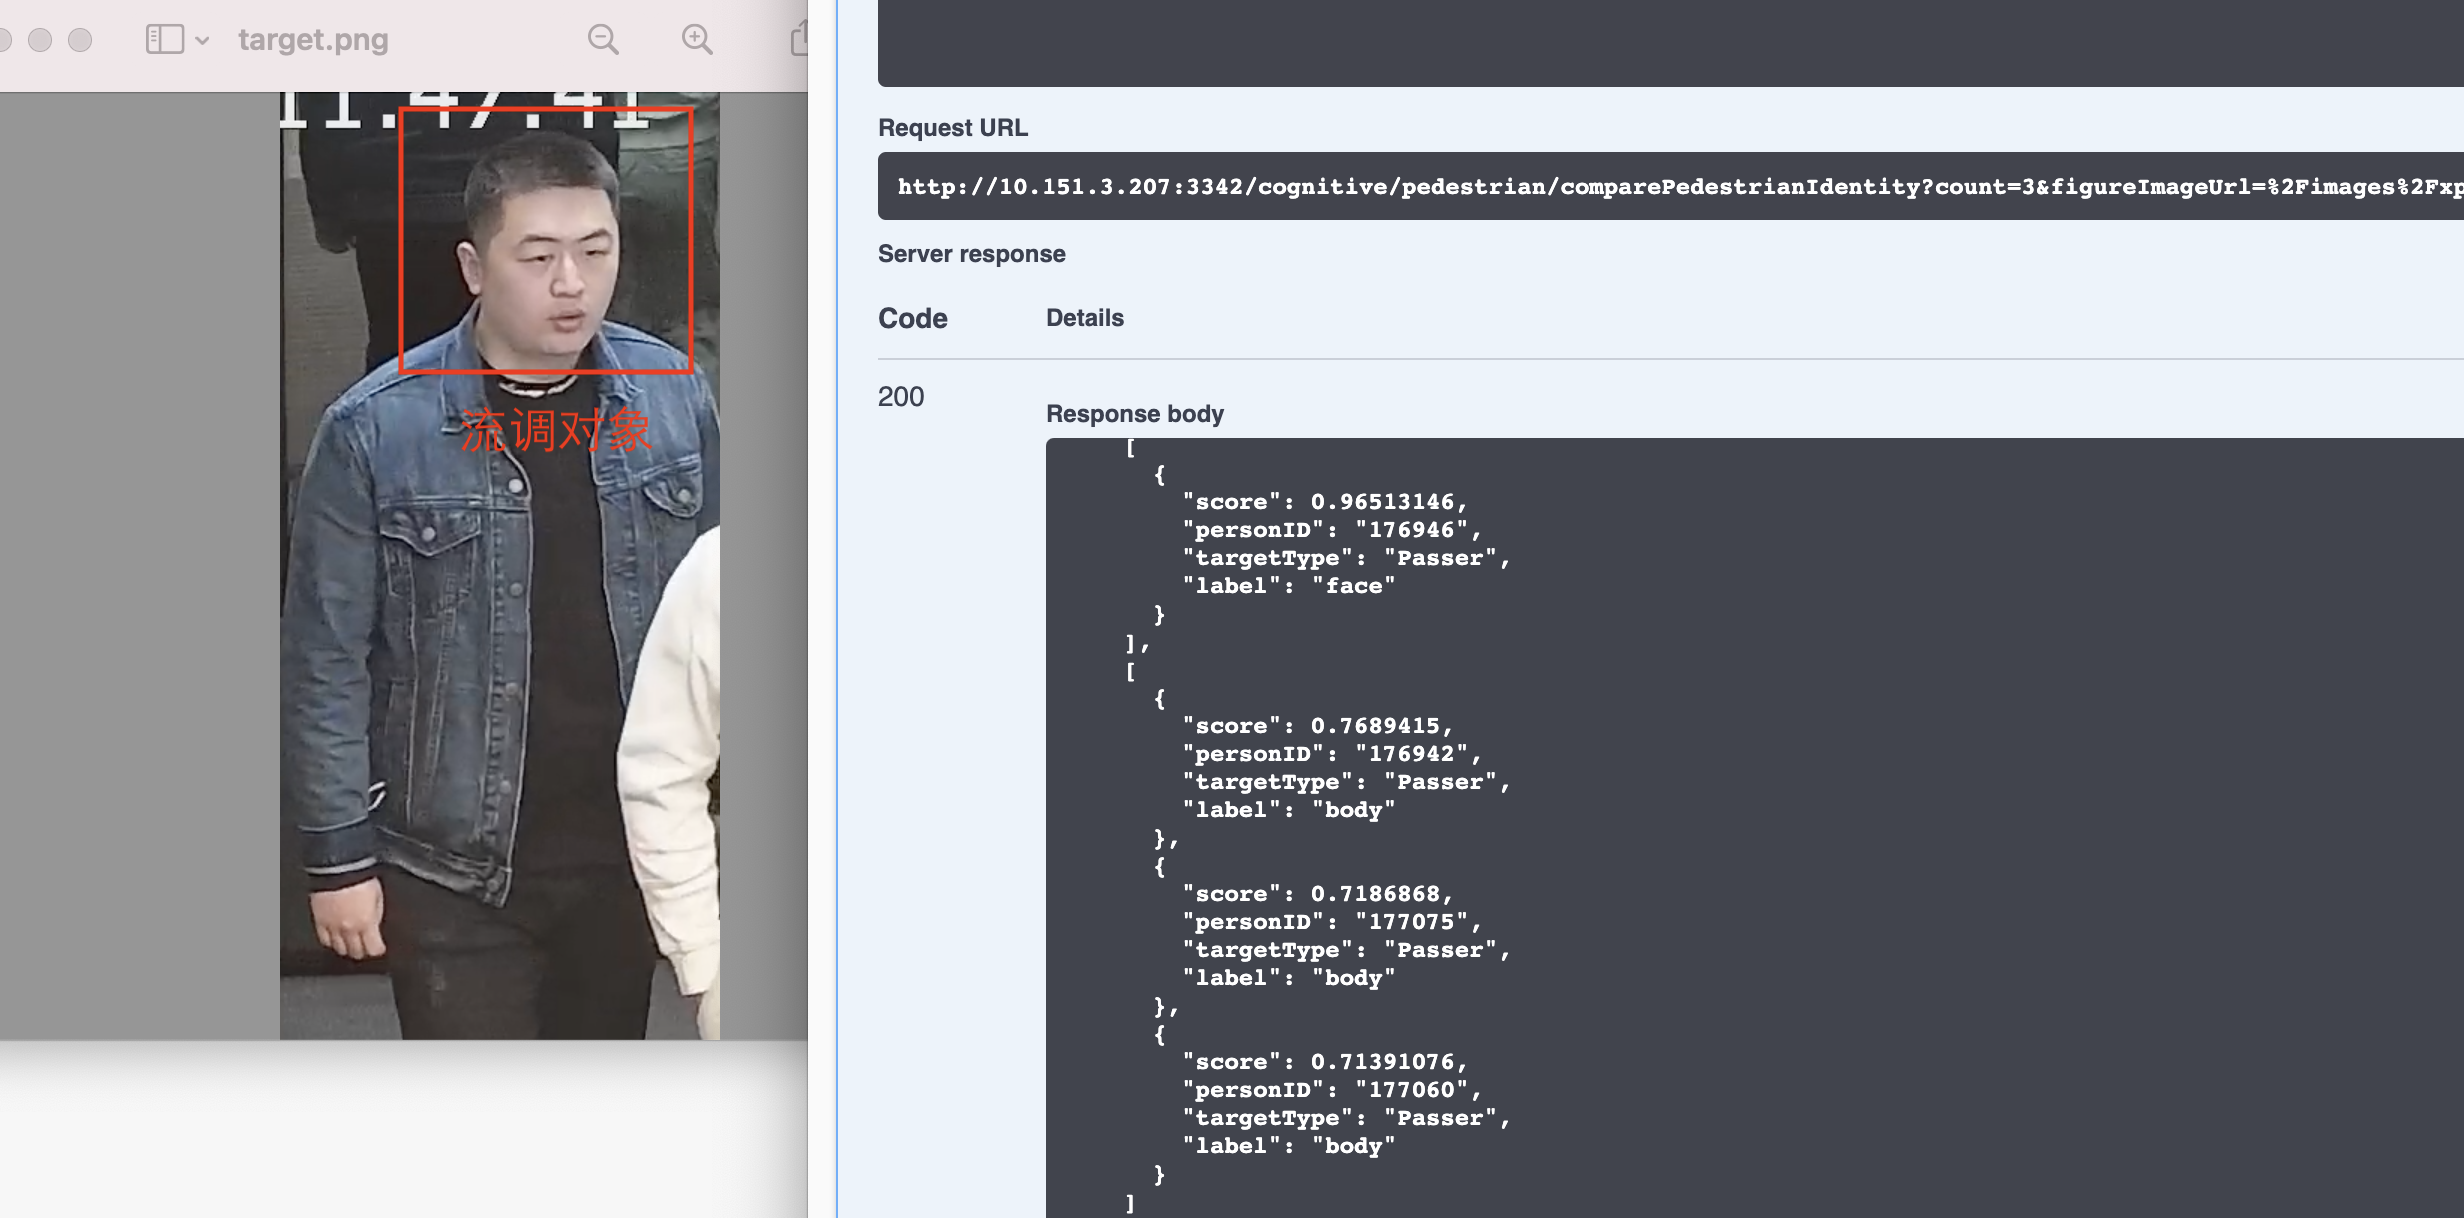 target.png
11:47:41
流调对象
Request URL
http://10.151.3.207:3342/cognitive/pedestrian/comparePedestrianIdentity?count=3&figureImageUrl=%2Fimages%2Fxp
Server response
Code
Details
200
Response body
[
{
"score": 0.96513146,
"personID": "176946",
"targetType": "Passer",
"label": "face"
}
],
[
{
"score": 0.7689415,
"personID": "176942",
"targetType": "Passer",
"label": "body"
},
{
"score": 0.7186868,
"personID": "177075",
"targetType": "Passer",
"label": "body"
},
{
"score": 0.71391076,
"personID": "177060",
"targetType": "Passer",
"label": "body"
}
]